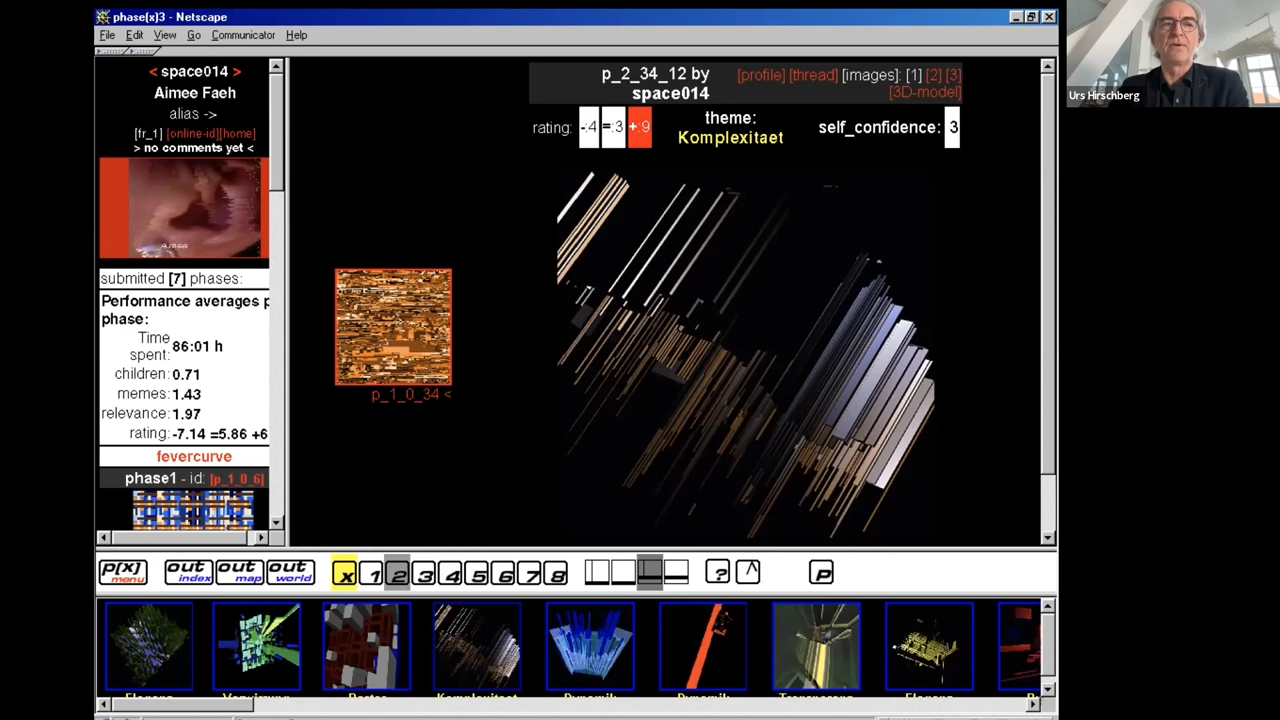 phase(x)3 - Netscape
File Edit View Go Communicator Help
< space014 >
Aimee Faeh
alias ->
[fr_1] [online-id][home]
> no comments yet <
submitted [7] phases:
Performance averages p
phase:
Time
spent: 86:01 h
children: 0.71
memes: 1.43
relevance: 1.97
rating: -7.14 =5.86 +6
fevercurve
phase1 - id: [p_1_0_6]
p_2_34_12 by
space014
[profile] [thread] [images]: [1] [2] [3]
[3D-model]
rating: -:4 =:3 +:9
theme:
Komplexitaet
self_confidence: 3
p_1_0_34 <
Urs Hirschberg
p[x] menu
out index
out map
out world
x 1 2 3 4 5 6 7 8
? ^ P
Komplexitaet
Dynamik
Dynamik